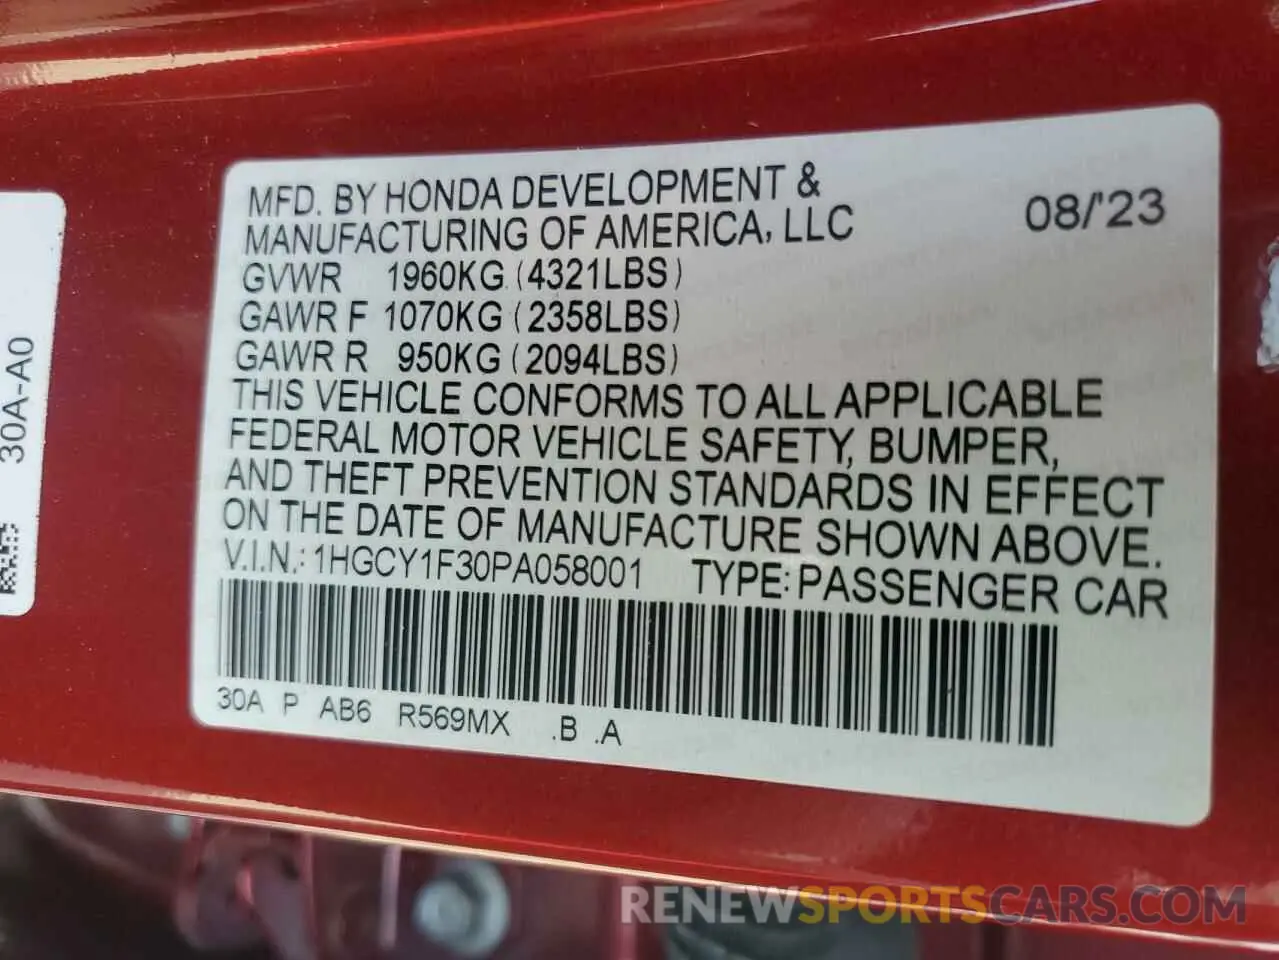 MFD. BY HONDA DEVELOPMENT &
MANUFACTURING OF AMERICA, LLC 08/'23
GVWR 1960KG (4321LBS)
GAWR F 1070KG (2358LBS)
GAWR R 950KG (2094LBS)
THIS VEHICLE CONFORMS TO ALL APPLICABLE
FEDERAL MOTOR VEHICLE SAFETY, BUMPER,
AND THEFT PREVENTION STANDARDS IN EFFECT
ON THE DATE OF MANUFACTURE SHOWN ABOVE.
V.I.N.: 1HGCY1F30PA058001 TYPE: PASSENGER CAR
30A P AB6 R569MX .B .A
30A-A0
RENEWSPORTSCARS.COM